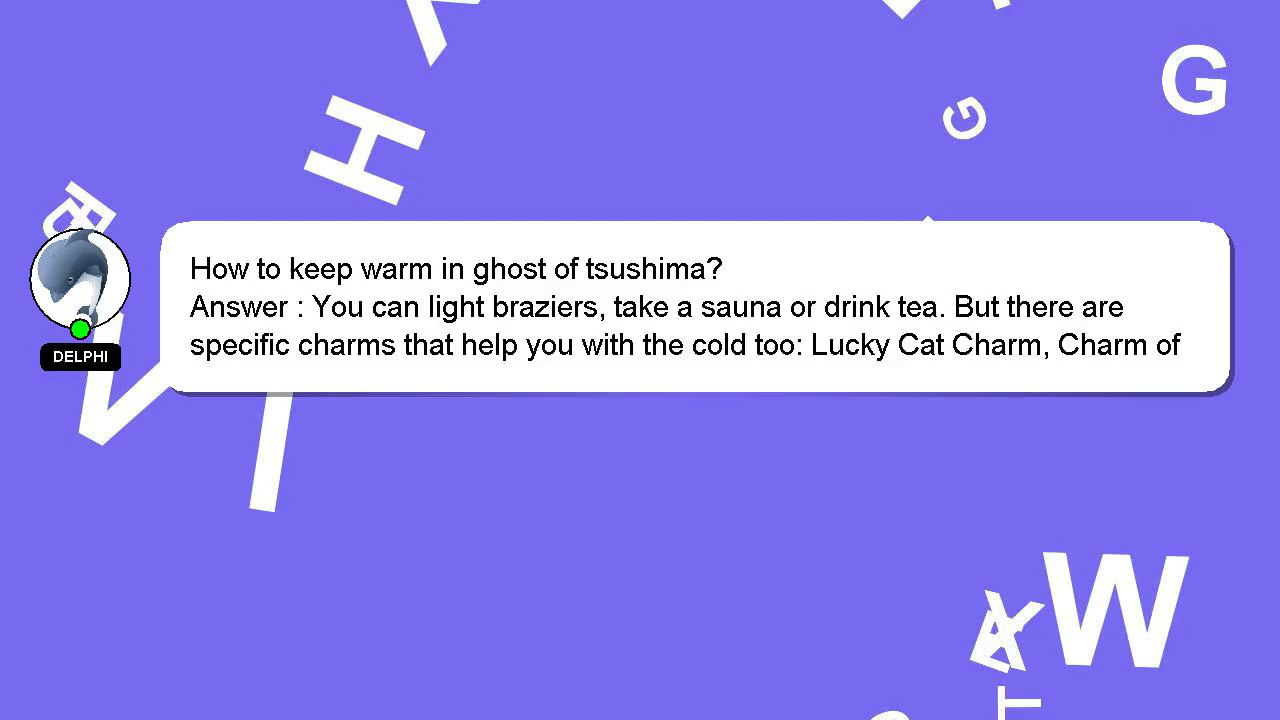 How to keep warm in ghost of tsushima?
Answer : You can light braziers, take a sauna or drink tea. But there are
specific charms that help you with the cold too: Lucky Cat Charm, Charm of
DELPHI
G
G
H
R
W
T